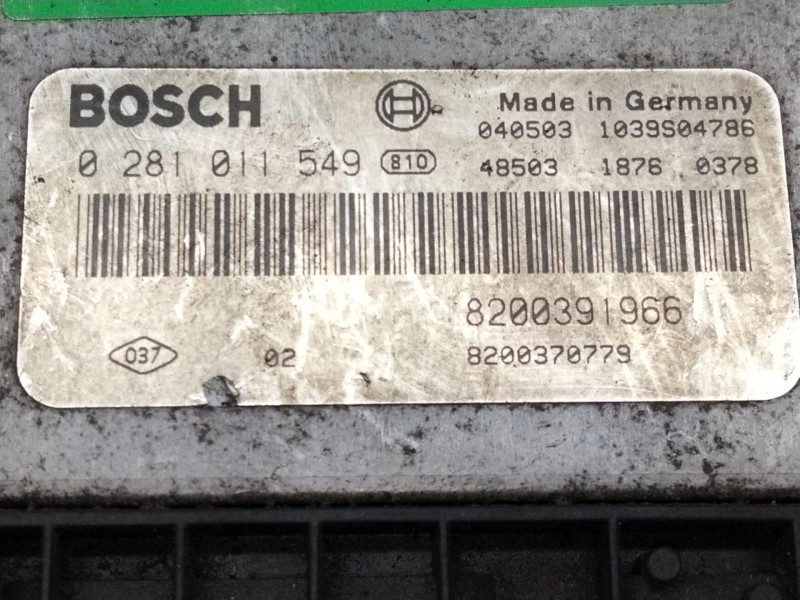 BOSCH
Made in Germany
040503 1039S04786
0 281 011 549 810
48503 1876 0378
8200391966
037 02 8200370779